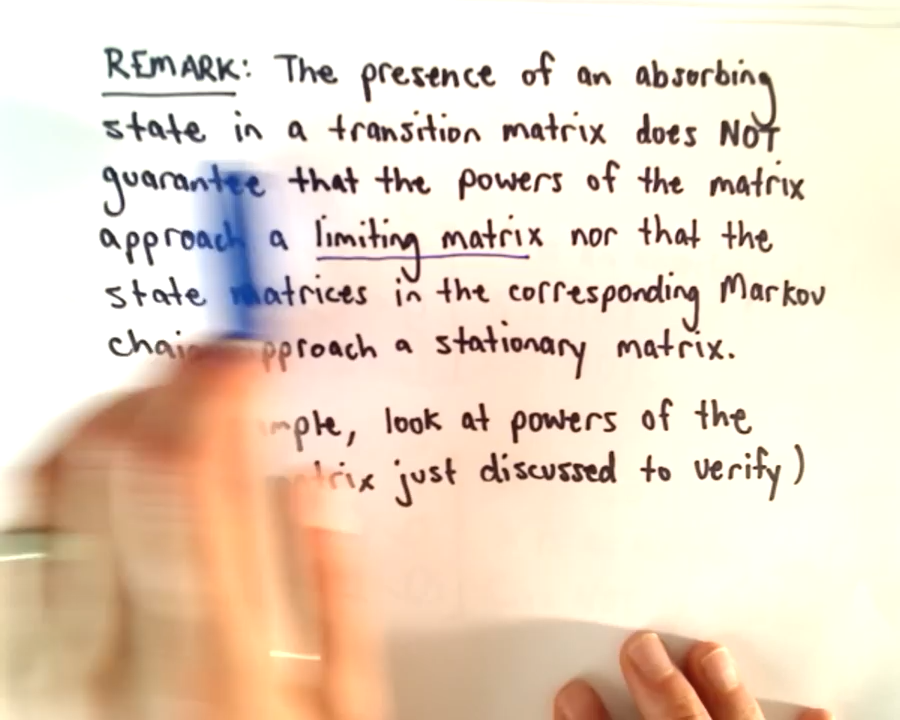 REMARK: The presence of an absorbing
state in a transition matrix does NOT
guarantee that the powers of the matrix
approach a limiting matrix nor that the
state matrices in the corresponding Markov
approach a stationary matrix.
look at powers of the
just discussed to verify)